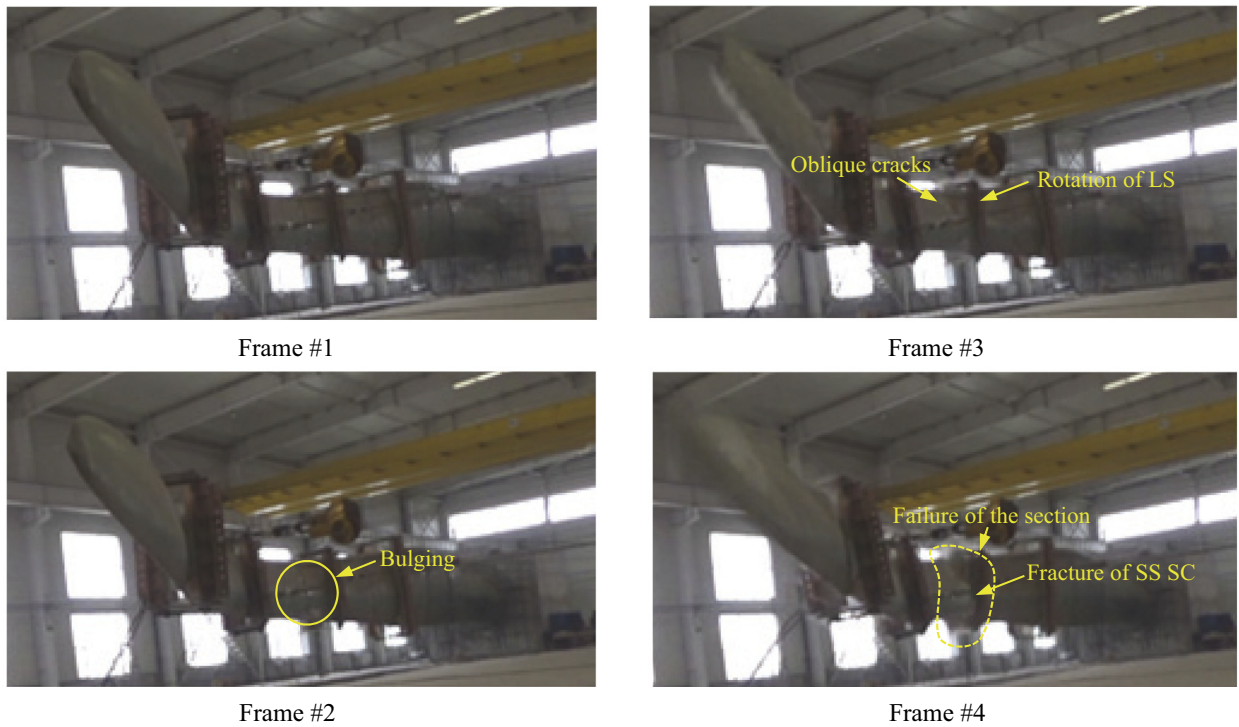 Oblique cracks
Rotation of LS
Frame #1
Frame #3
Bulging
Failure of the section
Fracture of SS SC
Frame #2
Frame #4